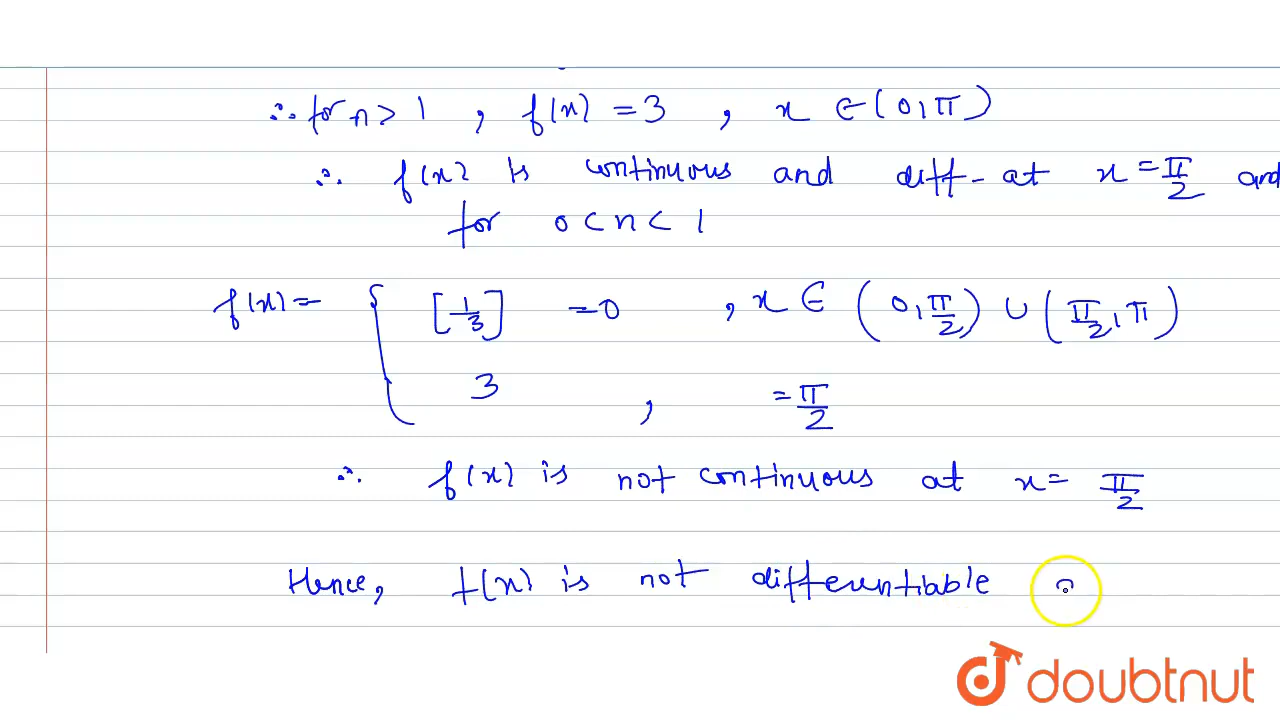 ∴ for n > 1 , f(x) = 3 , x ∈ (0, π)
∴ f(x) is continuous and diff- at x = π/2 and
for 0 < n < 1
f(x) = { [1/3] = 0 , x ∈ (0, π/2) ∪ (π/2, π)
3 , = π/2
∴ f(x) is not continuous at x = π/2
Hence, f(x) is not differentiable
doubtnut